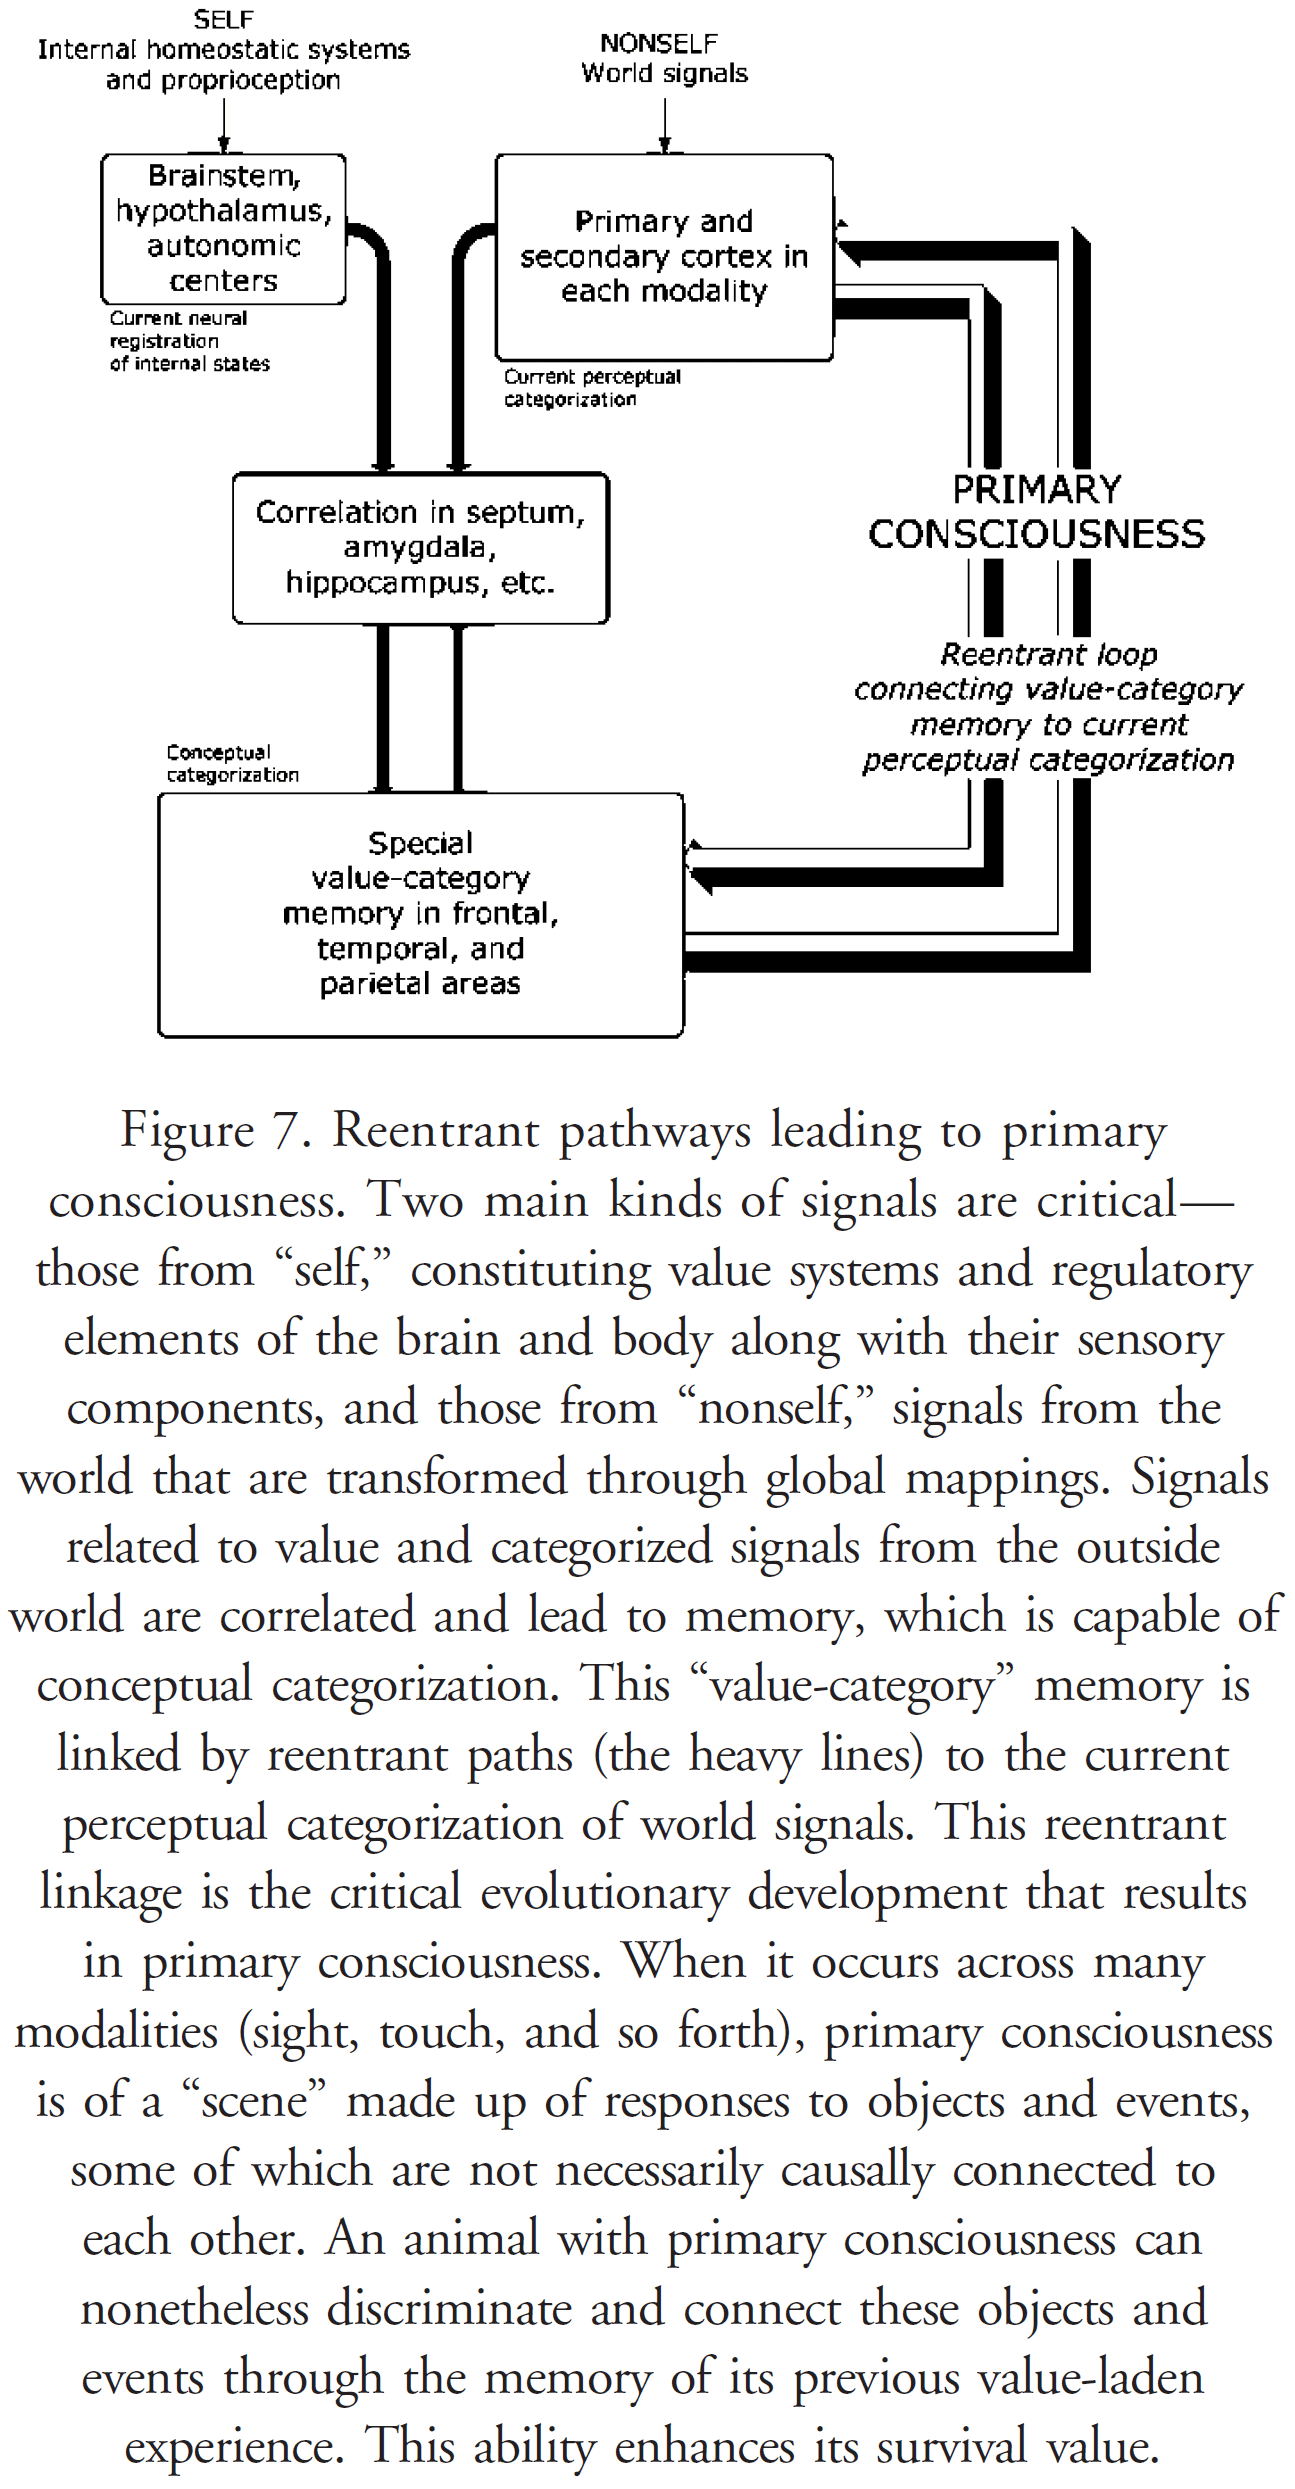 SELF
Internal homeostatic systems
and proprioception
NONSELF
World signals
Brainstem,
hypothalamus,
autonomic
centers
Current neural
registration
of internal states
Primary and
secondary cortex in
each modality
Current perceptual
categorization
Correlation in septum,
amygdala,
hippocampus, etc.
PRIMARY
CONSCIOUSNESS
Reentrant loop
connecting value-category
memory to current
perceptual categorization
Conceptual
categorization
Special
value-category
memory in frontal,
temporal, and
parietal areas
Figure 7. Reentrant pathways leading to primary
consciousness. Two main kinds of signals are critical—
those from “self,” constituting value systems and regulatory
elements of the brain and body along with their sensory
components, and those from “nonself,” signals from the
world that are transformed through global mappings. Signals
related to value and categorized signals from the outside
world are correlated and lead to memory, which is capable of
conceptual categorization. This “value-category” memory is
linked by reentrant paths (the heavy lines) to the current
perceptual categorization of world signals. This reentrant
linkage is the critical evolutionary development that results
in primary consciousness. When it occurs across many
modalities (sight, touch, and so forth), primary consciousness
is of a “scene” made up of responses to objects and events,
some of which are not necessarily causally connected to
each other. An animal with primary consciousness can
nonetheless discriminate and connect these objects and
events through the memory of its previous value-laden
experience. This ability enhances its survival value.